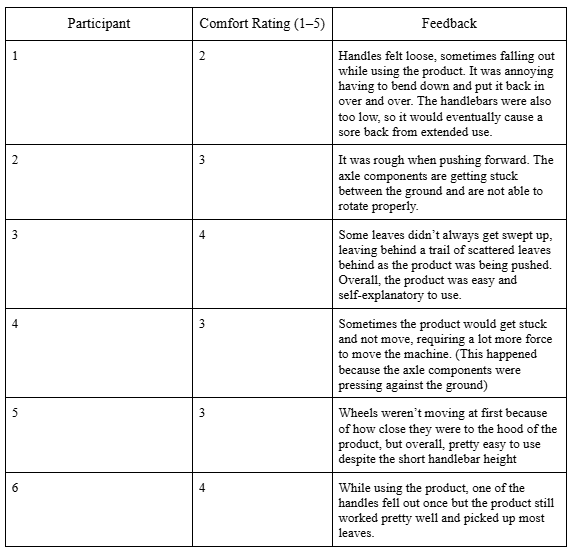 Participant
Comfort Rating (1–5)
Feedback
1
2
Handles felt loose, sometimes falling out
while using the product. It was annoying
having to bend down and put it back in
over and over. The handlebars were also
too low, so it would eventually cause a
sore back from extended use.
2
3
It was rough when pushing forward. The
axle components are getting stuck
between the ground and are not able to
rotate properly.
3
4
Some leaves didn’t always get swept up,
leaving behind a trail of scattered leaves
behind as the product was being pushed.
Overall, the product was easy and
self-explanatory to use.
4
3
Sometimes the product would get stuck
and not move, requiring a lot more force
to move the machine. (This happened
because the axle components were
pressing against the ground)
5
3
Wheels weren’t moving at first because
of how close they were to the hood of the
product, but overall, pretty easy to use
despite the short handlebar height
6
4
While using the product, one of the
handles fell out once but the product still
worked pretty well and picked up most
leaves.